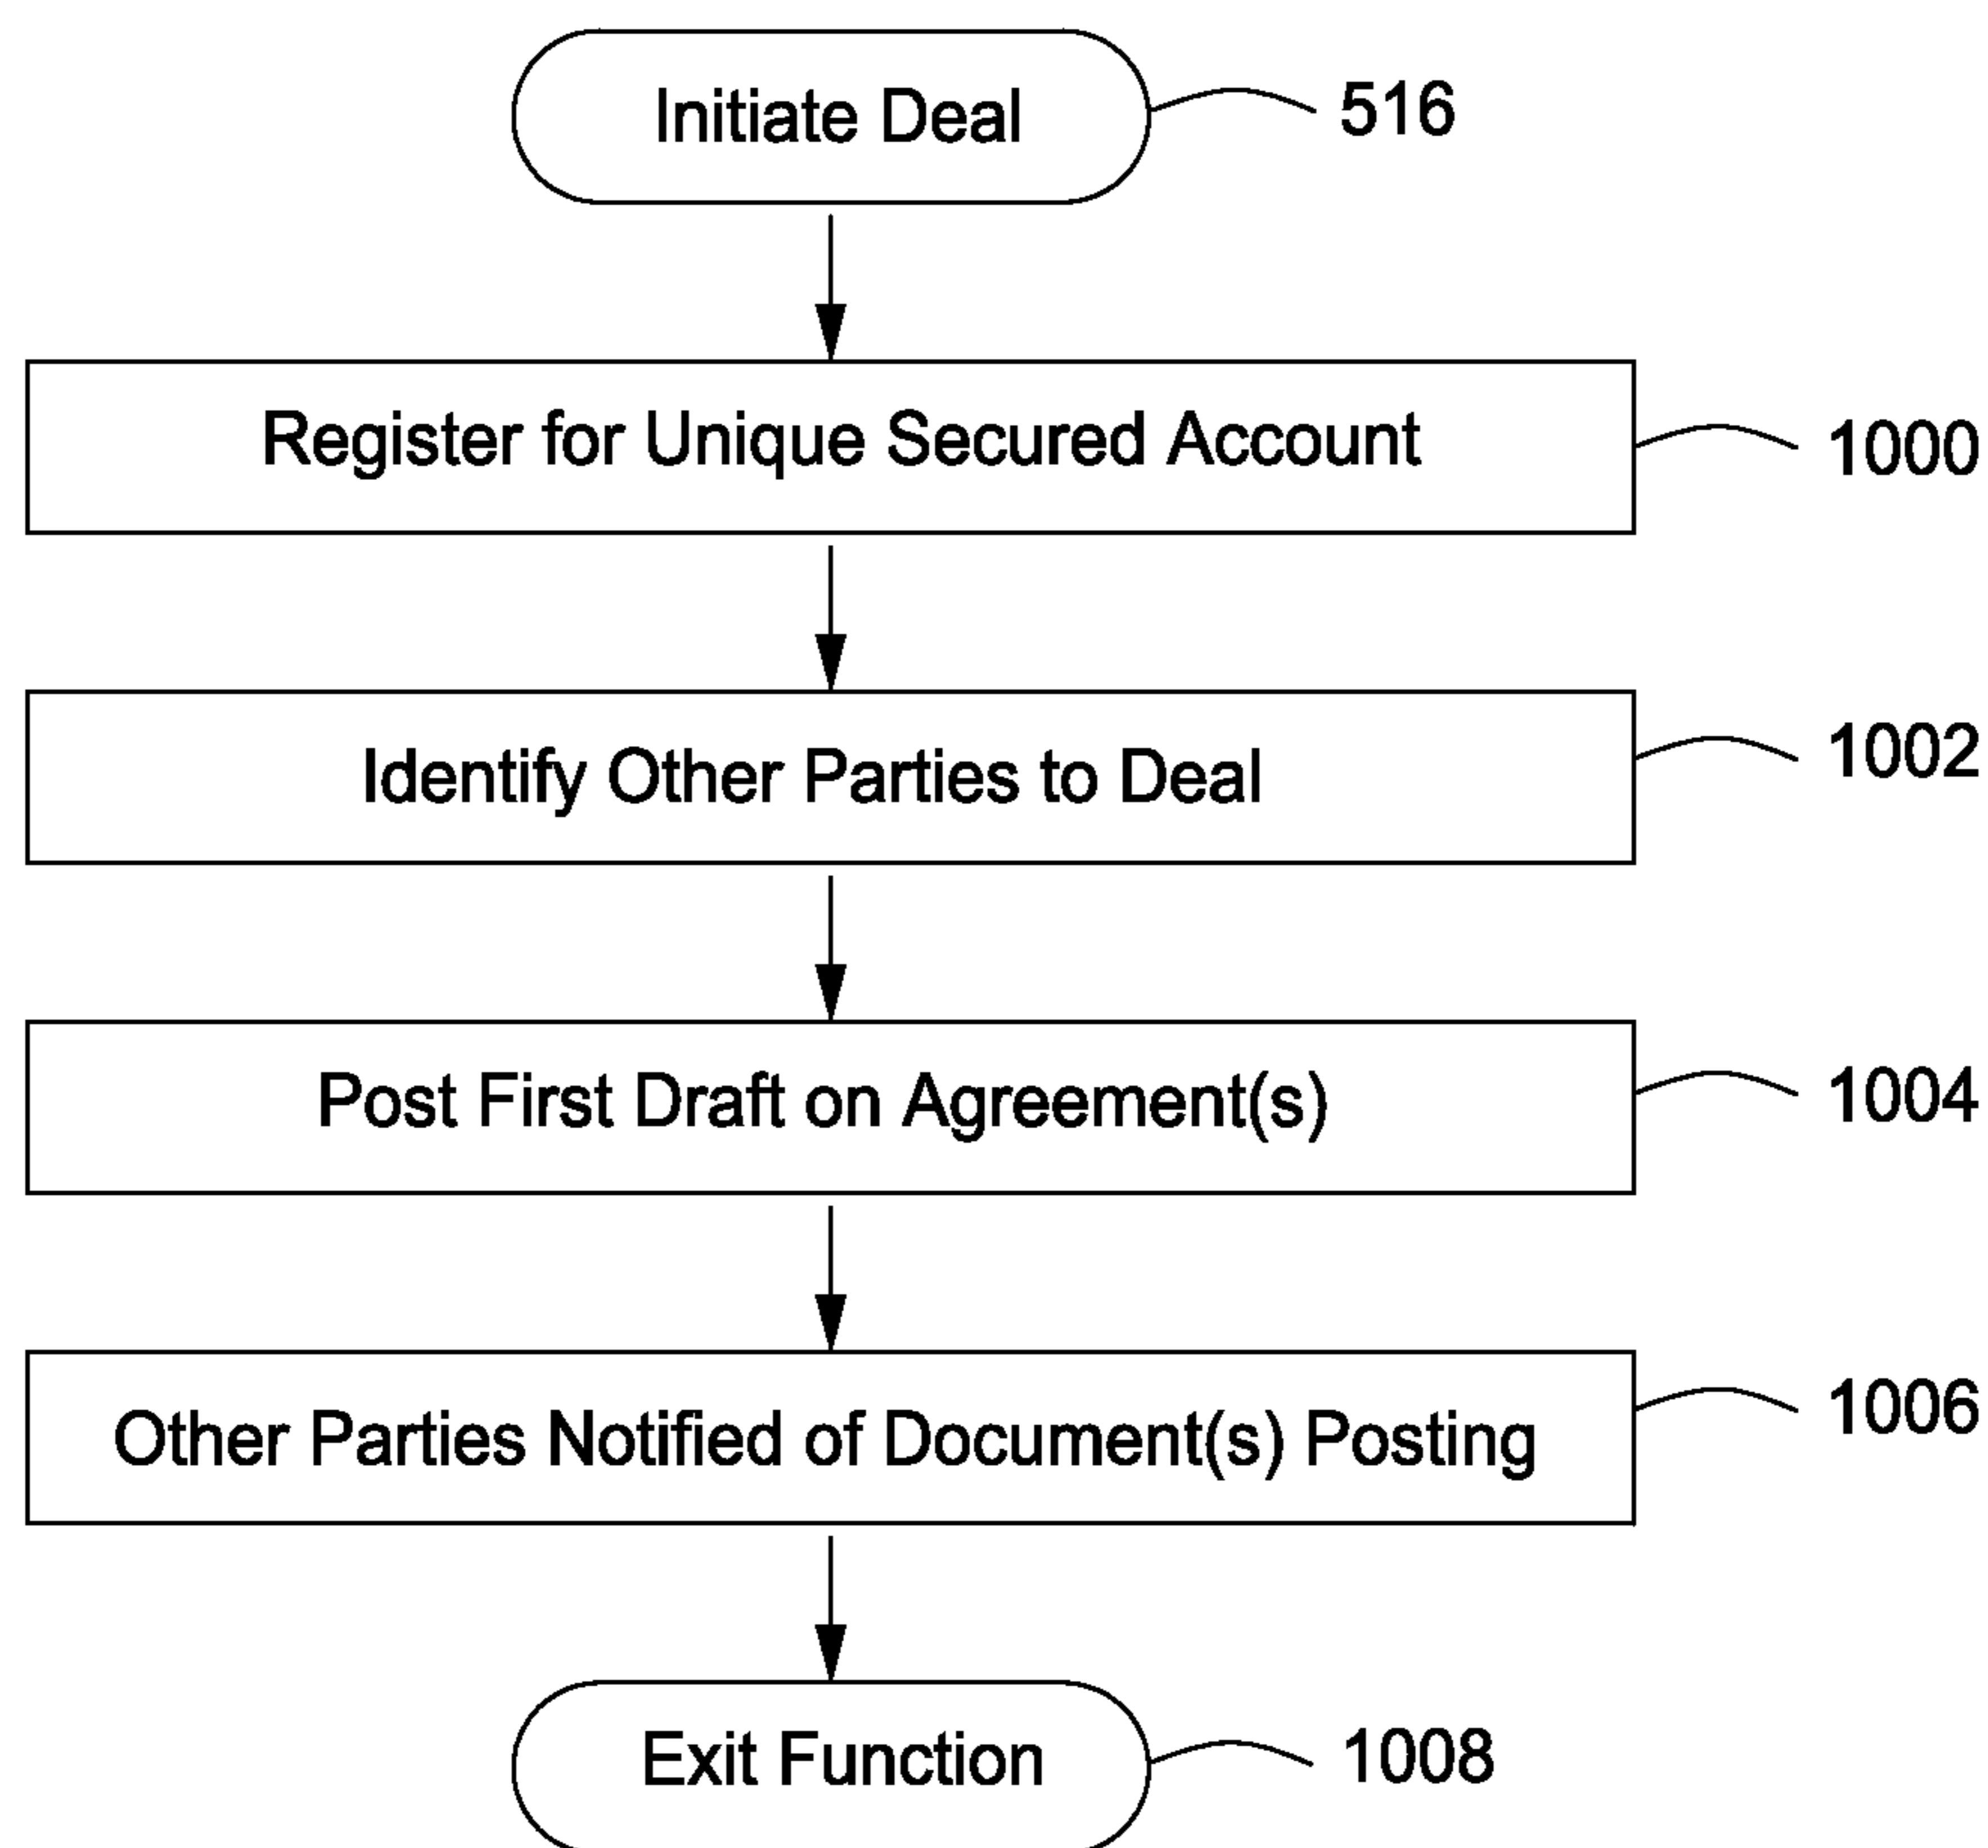 Initiate Deal
516
Register for Unique Secured Account
1000
Identify Other Parties to Deal
1002
Post First Draft on Agreement(s)
1004
Other Parties Notified of Document(s) Posting
1006
Exit Function
1008